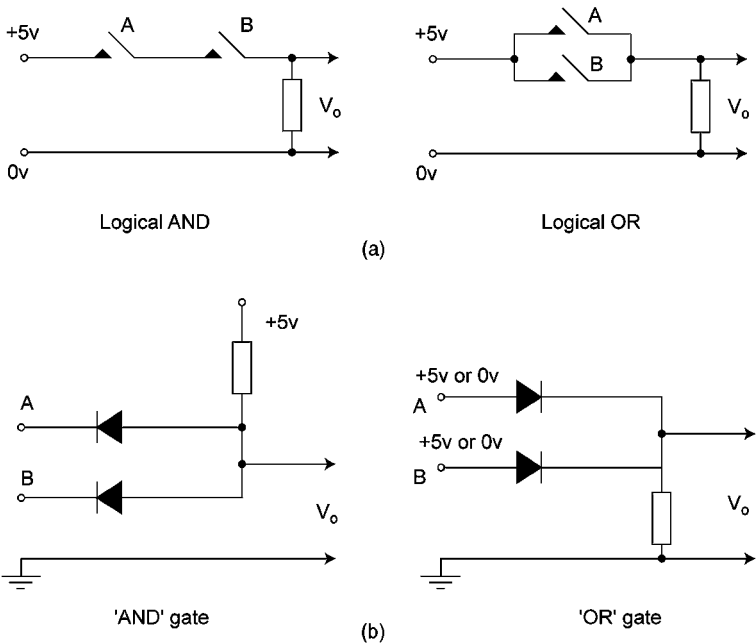 +5v
A
B
Vo
0v
Logical AND
+5v
A
B
Vo
0v
Logical OR
(a)
+5v
A
B
Vo
'AND' gate
+5v or 0v
A
+5v or 0v
B
Vo
'OR' gate
(b)